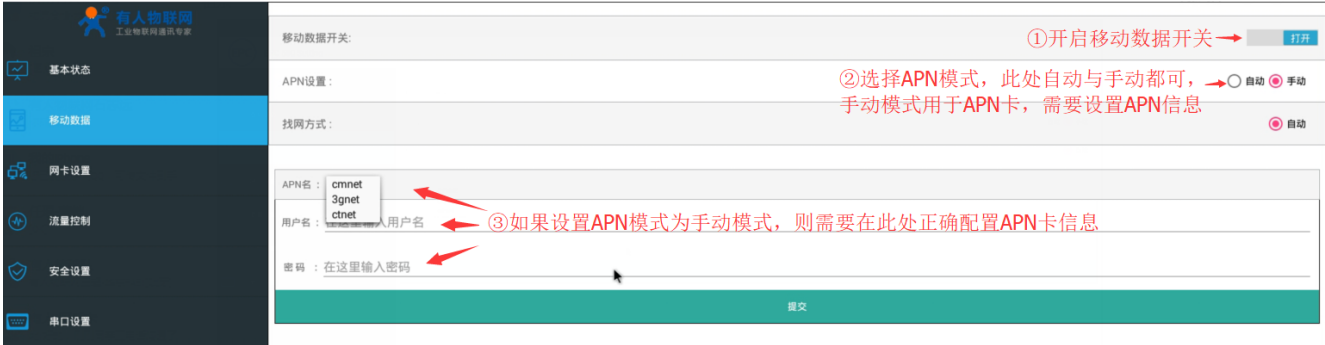 有人物联网
工业物联网通讯专家
基本状态
移动数据
网卡设置
流量控制
安全设置
串口设置
移动数据开关:
①开启移动数据开关
打开
APN设置：
②选择APN模式，此处自动与手动都可，
手动模式用于APN卡，需要设置APN信息
自动 手动
找网方式：
自动
APN名：
cmnet
3gnet
ctnet
用户名：
入用户名
③如果设置APN模式为手动模式，则需要在此处正确配置APN卡信息
密码：在这里输入密码
提交